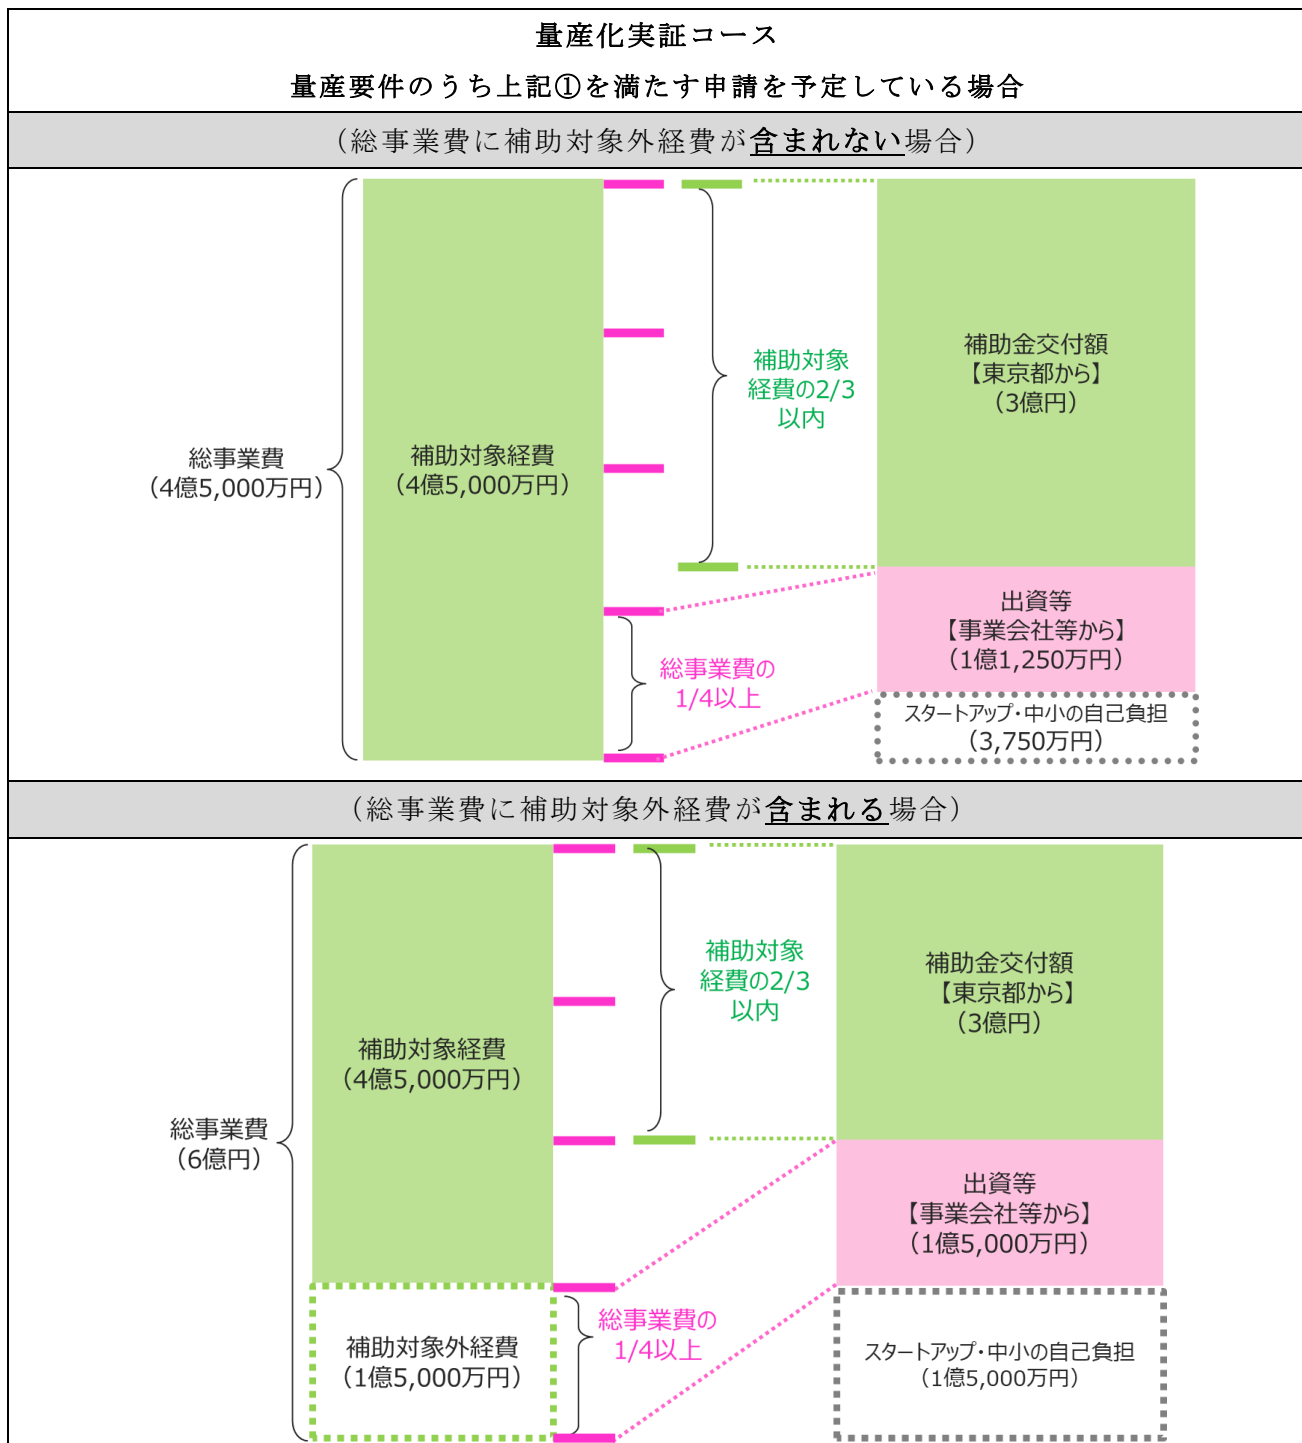 量産化実証コース
量産要件のうち上記①を満たす申請を予定している場合
（総事業費に補助対象外経費が含まれない場合）
総事業費
（4億5,000万円）
補助対象経費
（4億5,000万円）
補助対象
経費の2/3
以内
総事業費の
1/4以上
補助金交付額
【東京都から】
（3億円）
出資等
【事業会社等から】
（1億1,250万円）
スタートアップ・中小の自己負担
（3,750万円）
（総事業費に補助対象外経費が含まれる場合）
総事業費
（6億円）
補助対象経費
（4億5,000万円）
補助対象外経費
（1億5,000万円）
補助対象
経費の2/3
以内
総事業費の
1/4以上
補助金交付額
【東京都から】
（3億円）
出資等
【事業会社等から】
（1億5,000万円）
スタートアップ・中小の自己負担
（1億5,000万円）